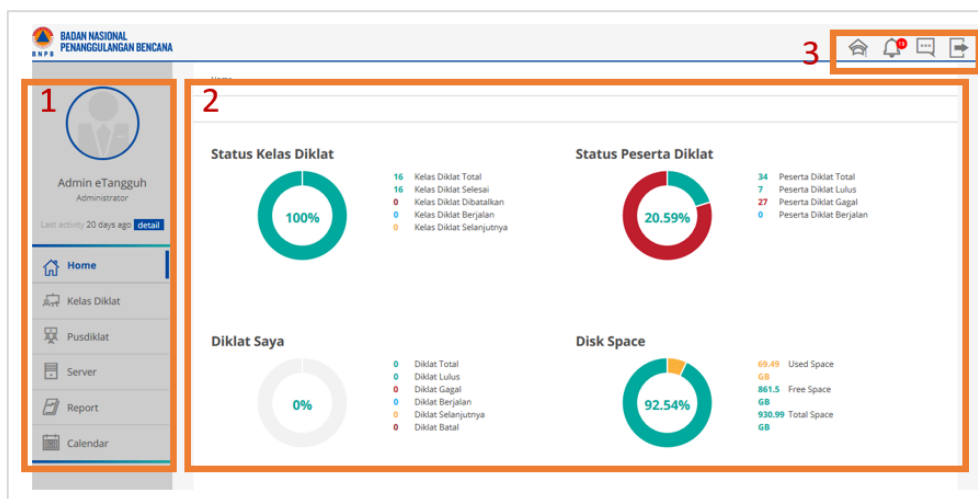 BADAN NASIONAL
PENANGGULANGAN BENCANA
BNPB
3
13
1
2
Home
Admin eTangguh
Administrator
Last activity 20 days ago detail
Home
Kelas Diklat
Pusdiklat
Server
Report
Calendar
Status Kelas Diklat
100%
16 Kelas Diklat Total
16 Kelas Diklat Selesai
0 Kelas Diklat Dibatalkan
0 Kelas Diklat Berjalan
0 Kelas Diklat Selanjutnya
Status Peserta Diklat
20.59%
34 Peserta Diklat Total
7 Peserta Diklat Lulus
27 Peserta Diklat Gagal
0 Peserta Diklat Berjalan
Diklat Saya
0%
0 Diklat Total
0 Diklat Lulus
0 Diklat Gagal
0 Diklat Berjalan
0 Diklat Selanjutnya
0 Diklat Batal
Disk Space
92.54%
69.49 Used Space
GB
861.5 Free Space
GB
930.99 Total Space
GB